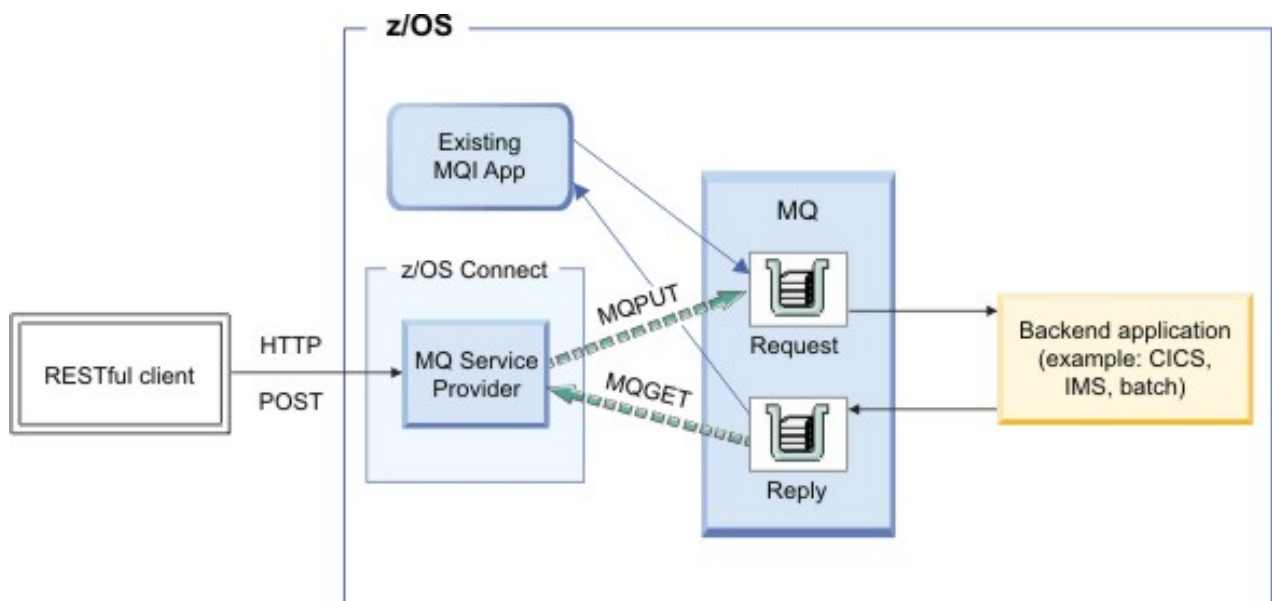 z/OS
Existing
MQI App
MQ
z/OS Connect
MQPUT
HTTP
POST
RESTful client
MQ Service
Provider
MQGET
Request
Reply
Backend application
(example: CICS,
IMS, batch)